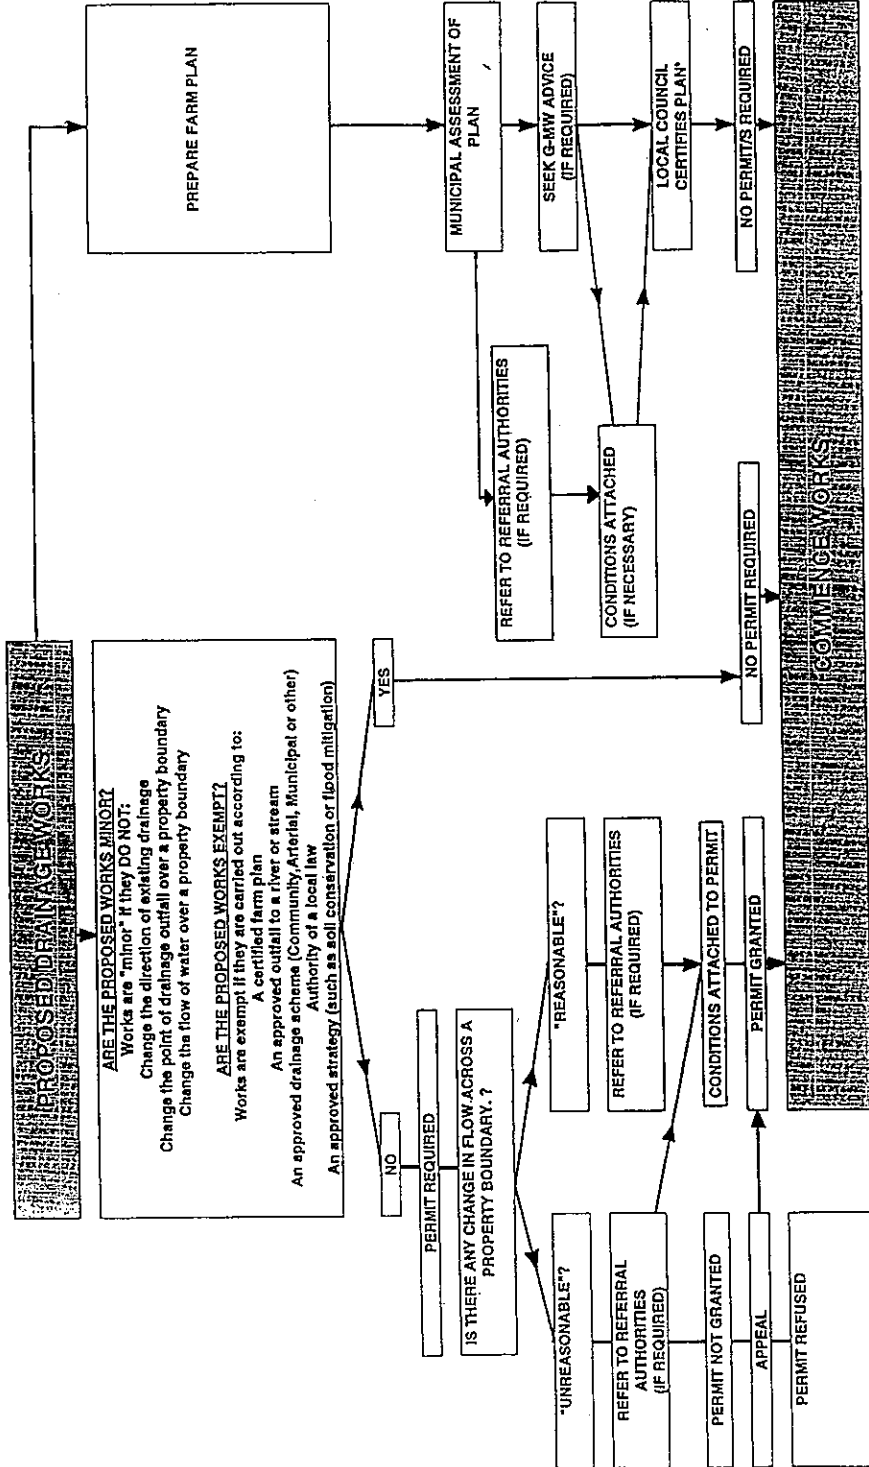 PROPOSED DRAINAGE WORKS
ARE THE PROPOSED WORKS MINOR?
Works are "minor" if they DO NOT:
Change the direction of existing drainage
Change the point of drainage outfall over a property boundary
Change the flow of water over a property boundary
ARE THE PROPOSED WORKS EXEMPT?
Works are exempt if they are carried out according to:
A certified farm plan
An approved outfall to a river or stream
An approved drainage scheme (Community, Arterial, Municipal or other)
Authority of a local law
An approved strategy (such as soil conservation or flood mitigation)
NO
YES
PERMIT REQUIRED
IS THERE ANY CHANGE IN FLOW ACROSS A
PROPERTY BOUNDARY. ?
"UNREASONABLE"?
REFER TO REFERRAL
AUTHORITIES
(IF REQUIRED)
PERMIT NOT GRANTED
APPEAL
PERMIT REFUSED
"REASONABLE"?
REFER TO REFERRAL AUTHORITIES
(IF REQUIRED)
CONDITIONS ATTACHED TO PERMIT
PERMIT GRANTED
NO PERMIT REQUIRED
PREPARE FARM PLAN
MUNICIPAL ASSESSMENT OF
PLAN
REFER TO REFERRAL AUTHORITIES
(IF REQUIRED)
SEEK G-MW ADVICE
(IF REQUIRED)
CONDITIONS ATTACHED
(IF NECESSARY)
LOCAL COUNCIL
CERTIFIES PLAN*
NO PERMIT/S REQUIRED
COMMENCE WORKS